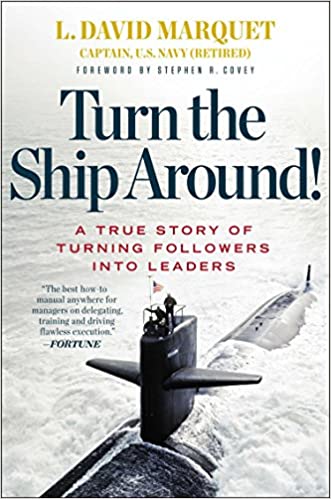 L. DAVID MARQUET
CAPTAIN, U.S. NAVY (RETIRED)
FOREWORD BY STEPHEN R. COVEY
Turn the
Ship Around!
A TRUE STORY OF
TURNING FOLLOWERS
INTO LEADERS
"The best how-to
manual anywhere for
managers on delegating,
training and driving
flawless execution."
—FORTUNE